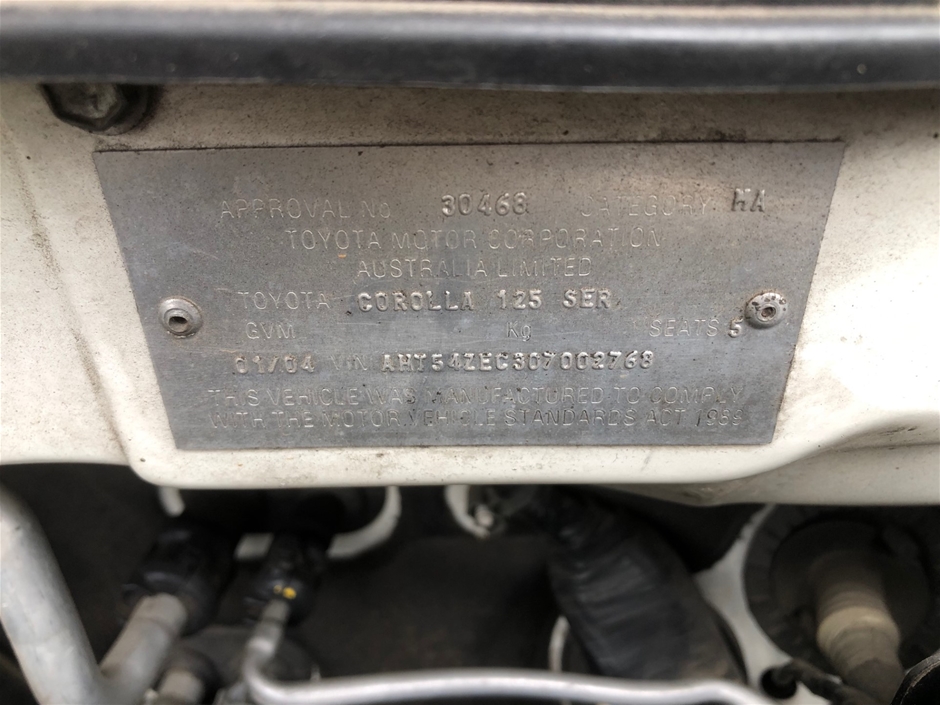 APPROVAL No 30468 CATEGORY MA
TOYOTA MOTOR CORPORATION
AUSTRALIA LIMITED
TOYOTA COROLLA 125 SER
GVM Kg SEATS 5
01/04 VIN AHT54ZEC307002768
THIS VEHICLE WAS MANUFACTURED TO COMPLY
WITH THE MOTOR VEHICLE STANDARDS ACT 1989